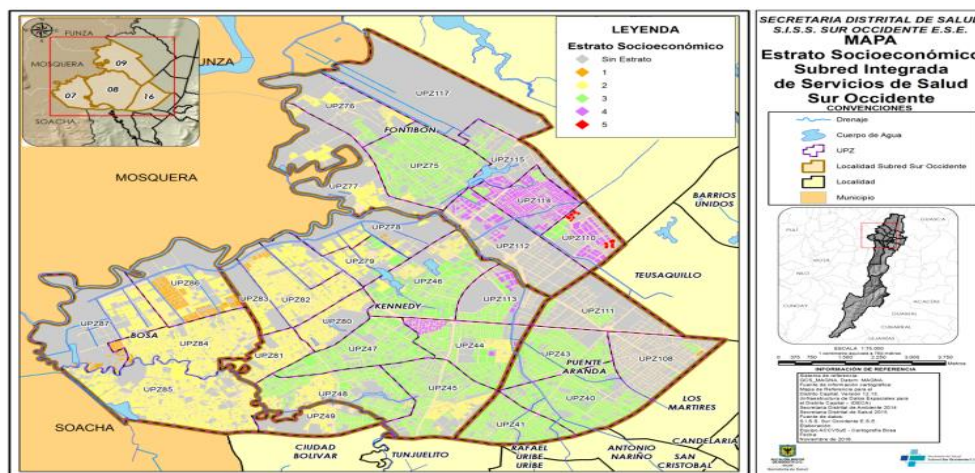 FUNZA
MOSQUERA
09
07
08
16
SOACHA
UNZA
LEYENDA
Estrato Socioeconómico
Sin Estrato
1
2
3
4
5
UPZ117
UPZ76
FONTIBON
UPZ75
UPZ115
MOSQUERA
UPZ77
UPZ110
BARRIOS
UNIDOS
UPZ78
UPZ112
TEUSAQUILLO
UPZ79
UPZ86
UPZ83
UPZ82
UPZ46
KENNEDY
UPZ113
UPZ111
UPZ87
BOSA
UPZ84
UPZ80
UPZ81
UPZ47
UPZ44
UPZ43
PUENTE
ARANDA
UPZ108
UPZ85
UPZ48
UPZ45
UPZ40
UPZ49
UPZ41
LOS
MARTIRES
SOACHA
CIUDAD
BOLIVAR
TUNJUELITO
RAFAEL
URIBE
URIBE
ANTONIO
NARIÑO
SAN
CRISTOBAL
CANDELARIA
SECRETARIA DISTRITAL DE SALUD
S.I.S.S. SUR OCCIDENTE E.S.E.
MAPA
Estrato Socioeconómico
Subred Integrada
de Servicios de Salud
Sur Occidente
CONVENCIONES
Drenaje
Cuerpo de Agua
UPZ
Localidad Subred Sur Occidente
Localidad
Municipio
INFORMACIÓN DE REFERENCIA